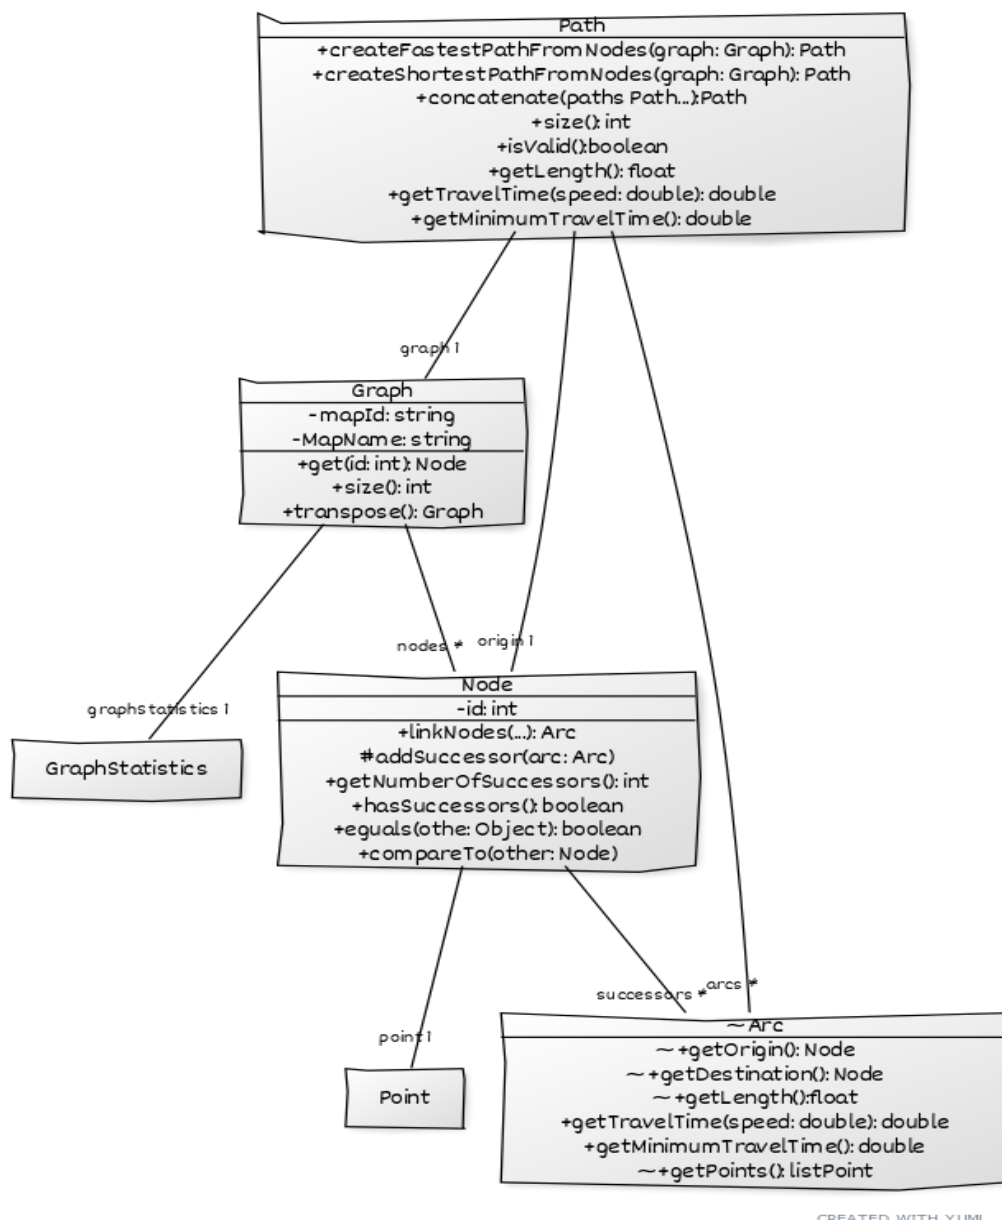 Path
+createFastestPathFromNodes(graph: Graph): Path
+createShortestPathFromNodes(graph: Graph): Path
+concatenate(paths Path...):Path
+size(): int
+isValid():boolean
+getLength(): float
+getTravelTime(speed: double): double
+getMinimumTravelTime(): double
graph 1
Graph
-mapId: string
-MapName: string
+get(id: int): Node
+size(): int
+transpose(): Graph
nodes * origin 1
Node
-id: int
+linkNodes(...): Arc
#addSuccessor(arc: Arc)
+getNumberOfSuccessors(): int
+hasSuccessors(): boolean
+equals(othe: Object): boolean
+compareTo(other: Node)
graphstatistics 1
GraphStatistics
successors * arcs *
point 1
Point
~Arc
~+getOrigin(): Node
~+getDestination(): Node
~+getLength():float
+getTravelTime(speed: double): double
+getMinimumTravelTime(): double
~+getPoints(): listPoint
CREATED WITH YUML